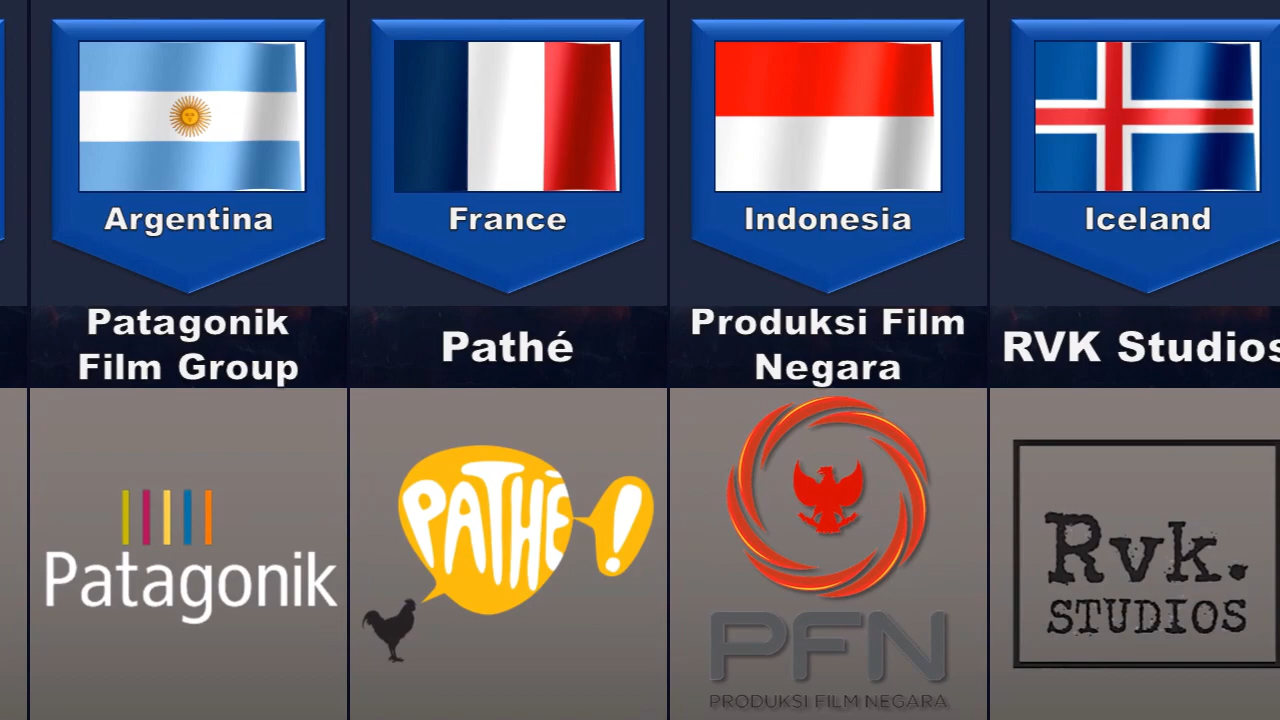 Argentina
France
Indonesia
Iceland
Patagonik
Film Group
Pathé
Produksi Film
Negara
RVK Studios
Patagonik
PATHÉ!
PFN
PRODUKSI FILM NEGARA
Rvk.
STUDIOS